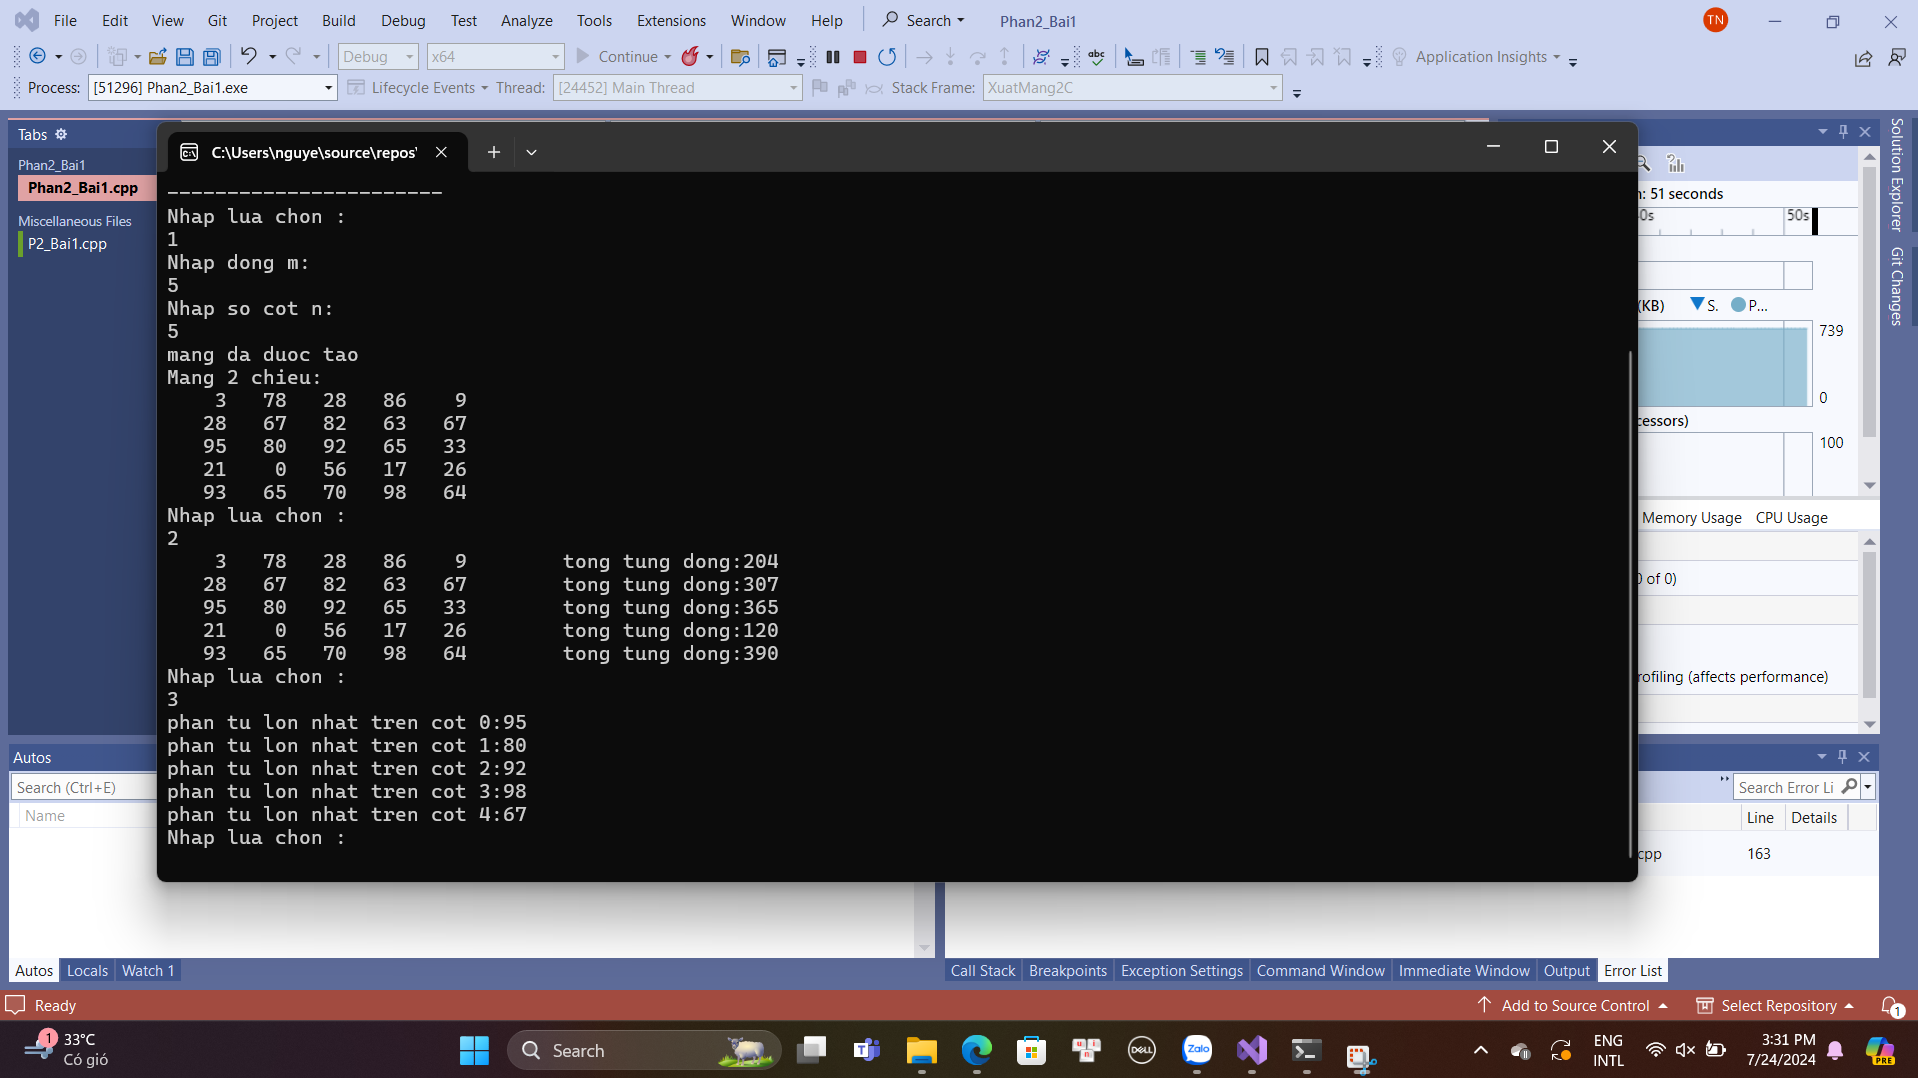 File Edit View Git Project Build Debug Test Analyze Tools Extensions Window Help Search Phan2_Bai1 TN
Debug x64 Continue Application Insights
Process: [51296] Phan2_Bai1.exe Lifecycle Events Thread: [24452] Main Thread Stack Frame: XuatMang2C
Tabs
Phan2_Bai1
Phan2_Bai1.cpp
Miscellaneous Files
P2_Bai1.cpp
C:\Users\nguye\source\repos\
-----------------------
Nhap lua chon :
1
Nhap dong m:
5
Nhap so cot n:
5
mang da duoc tao
Mang 2 chieu:
3 78 28 86 9
28 67 82 63 67
95 80 92 65 33
21 0 56 17 26
93 65 70 98 64
Nhap lua chon :
2
3 78 28 86 9 tong tung dong:204
28 67 82 63 67 tong tung dong:307
95 80 92 65 33 tong tung dong:365
21 0 56 17 26 tong tung dong:120
93 65 70 98 64 tong tung dong:390
Nhap lua chon :
3
phan tu lon nhat tren cot 0:95
phan tu lon nhat tren cot 1:80
phan tu lon nhat tren cot 2:92
phan tu lon nhat tren cot 3:98
phan tu lon nhat tren cot 4:67
Nhap lua chon :
51 seconds
50s
(KB) S. P...
739
0
100
Memory Usage CPU Usage
of 0)
(affects performance)
Solution Explorer
Git Changes
Autos
Search (Ctrl+E)
Name
Search Error Li
Line Details
cpp 163
Autos Locals Watch 1
Call Stack Breakpoints Exception Settings Command Window Immediate Window Output Error List
Ready Add to Source Control Select Repository 1
1 33°C
Có gió
Search
DELL
Zalo
ENG
INTL
3:31 PM
7/24/2024
PRE